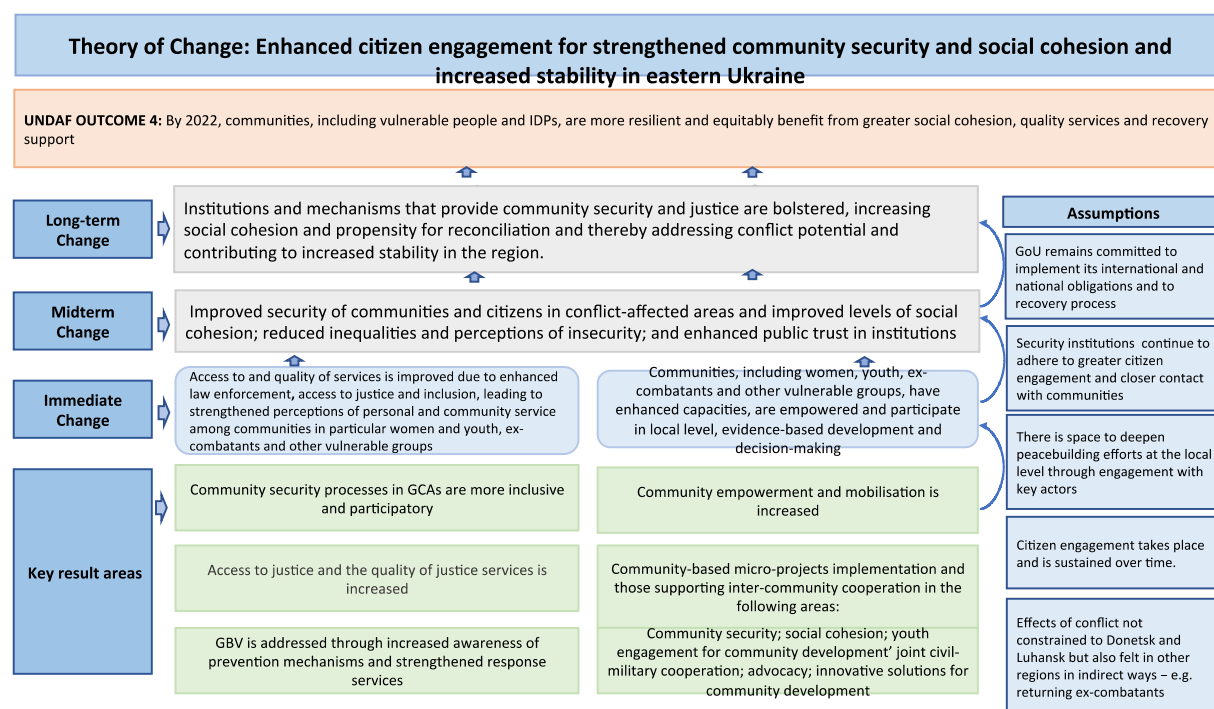 Theory of Change: Enhanced citizen engagement for strengthened community security and social cohesion and
increased stability in eastern Ukraine
UNDAF OUTCOME 4: By 2022, communities, including vulnerable people and IDPs, are more resilient and equitably benefit from greater social cohesion, quality services and recovery
support
Long-term
Change
Institutions and mechanisms that provide community security and justice are bolstered, increasing
social cohesion and propensity for reconciliation and thereby addressing conflict potential and
contributing to increased stability in the region.
Midterm
Change
Improved security of communities and citizens in conflict-affected areas and improved levels of social
cohesion; reduced inequalities and perceptions of insecurity; and enhanced public trust in institutions
Immediate
Change
Access to and quality of services is improved due to enhanced
law enforcement, access to justice and inclusion, leading to
strengthened perceptions of personal and community service
among communities in particular women and youth, ex-
combatants and other vulnerable groups
Communities, including women, youth, ex-
combatants and other vulnerable groups, have
enhanced capacities, are empowered and participate
in local level, evidence-based development and
decision-making
Key result areas
Community security processes in GCAs are more inclusive
and participatory
Community empowerment and mobilisation is
increased
Access to justice and the quality of justice services is
increased
Community-based micro-projects implementation and
those supporting inter-community cooperation in the
following areas:
GBV is addressed through increased awareness of
prevention mechanisms and strengthened response
services
Community security; social cohesion; youth
engagement for community development’ joint civil-
military cooperation; advocacy; innovative solutions for
community development
Assumptions
GoU remains committed to
implement its international and
national obligations and to
recovery process
Security institutions  continue to
adhere to greater citizen
engagement and closer contact
with communities
There is space to deepen
peacebuilding efforts at the local
level through engagement with
key actors
Citizen engagement takes place
and is sustained over time.
Effects of conflict not
constrained to Donetsk and
Luhansk but also felt in other
regions in indirect ways – e.g.
returning ex-combatants